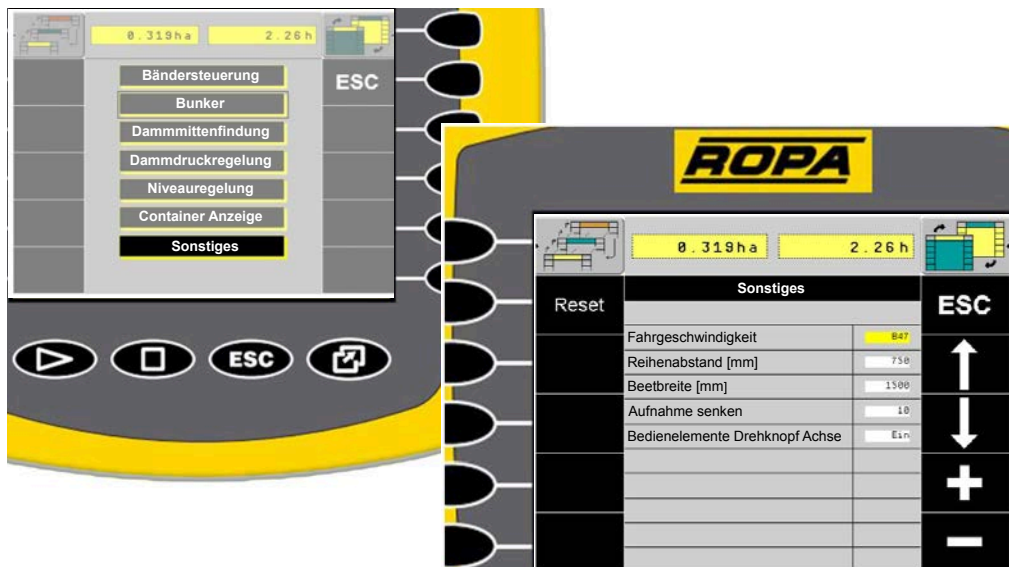 0.319ha 2.26h
Bändersteuerung
ESC
Bunker
Dammmittenfindung
Dammdruckregelung
Niveauregelung
Container Anzeige
Sonstiges
ESC
ROPA
0.319ha 2.26h
Sonstiges
Reset
ESC
Fahrgeschwindigkeit 847
Reihenabstand [mm] 750
Beetbreite [mm] 1500
Aufnahme senken 10
Bedienelemente Drehknopf Achse Ein